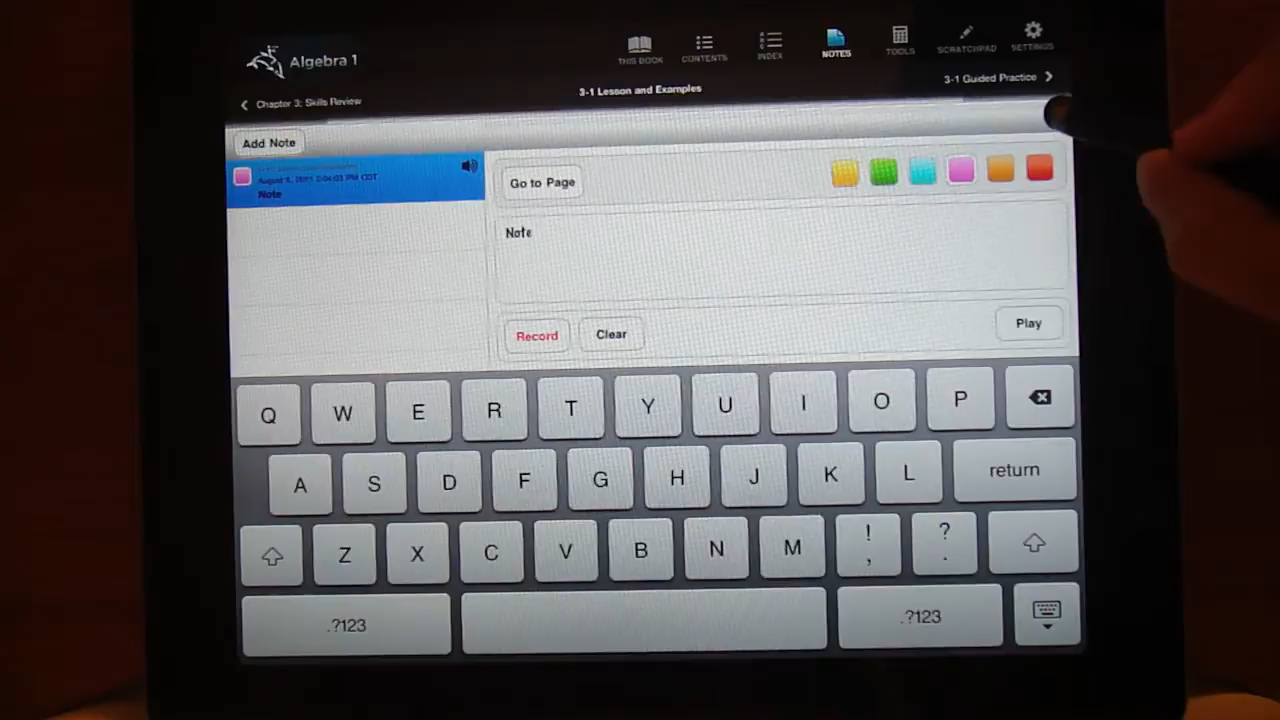 Algebra 1
THIS BOOK
CONTENTS
INDEX
NOTES
TOOLS
SCRATCHPAD
SETTINGS
Chapter 3: Skills Review
3-1 Lesson and Examples
3-1 Guided Practice
Add Note
Note
Go to Page
Note
Record
Clear
Play
Q W E R T Y U I O P
A S D F G H J K L return
Z X C V B N M ! , ? .
.?123 .?123